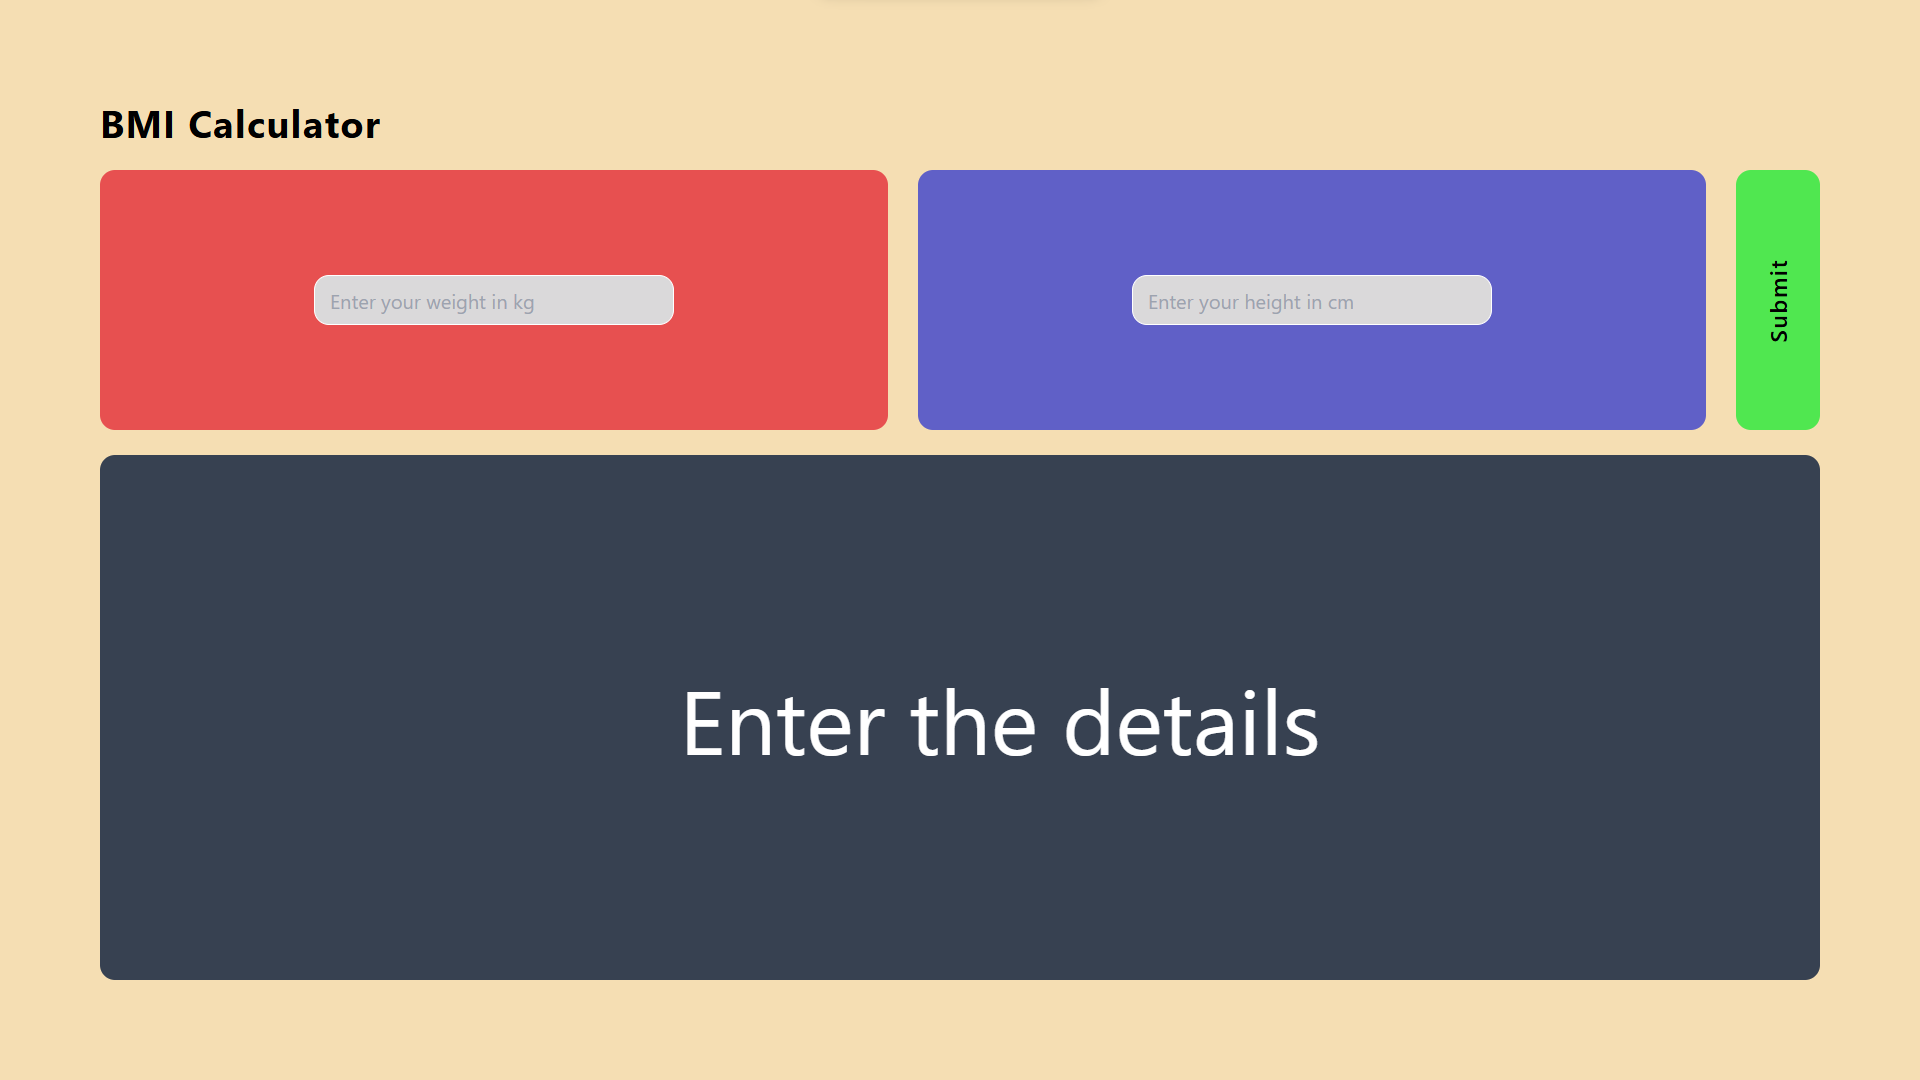 BMI Calculator
Enter your weight in kg
Enter your height in cm
Submit
Enter the details